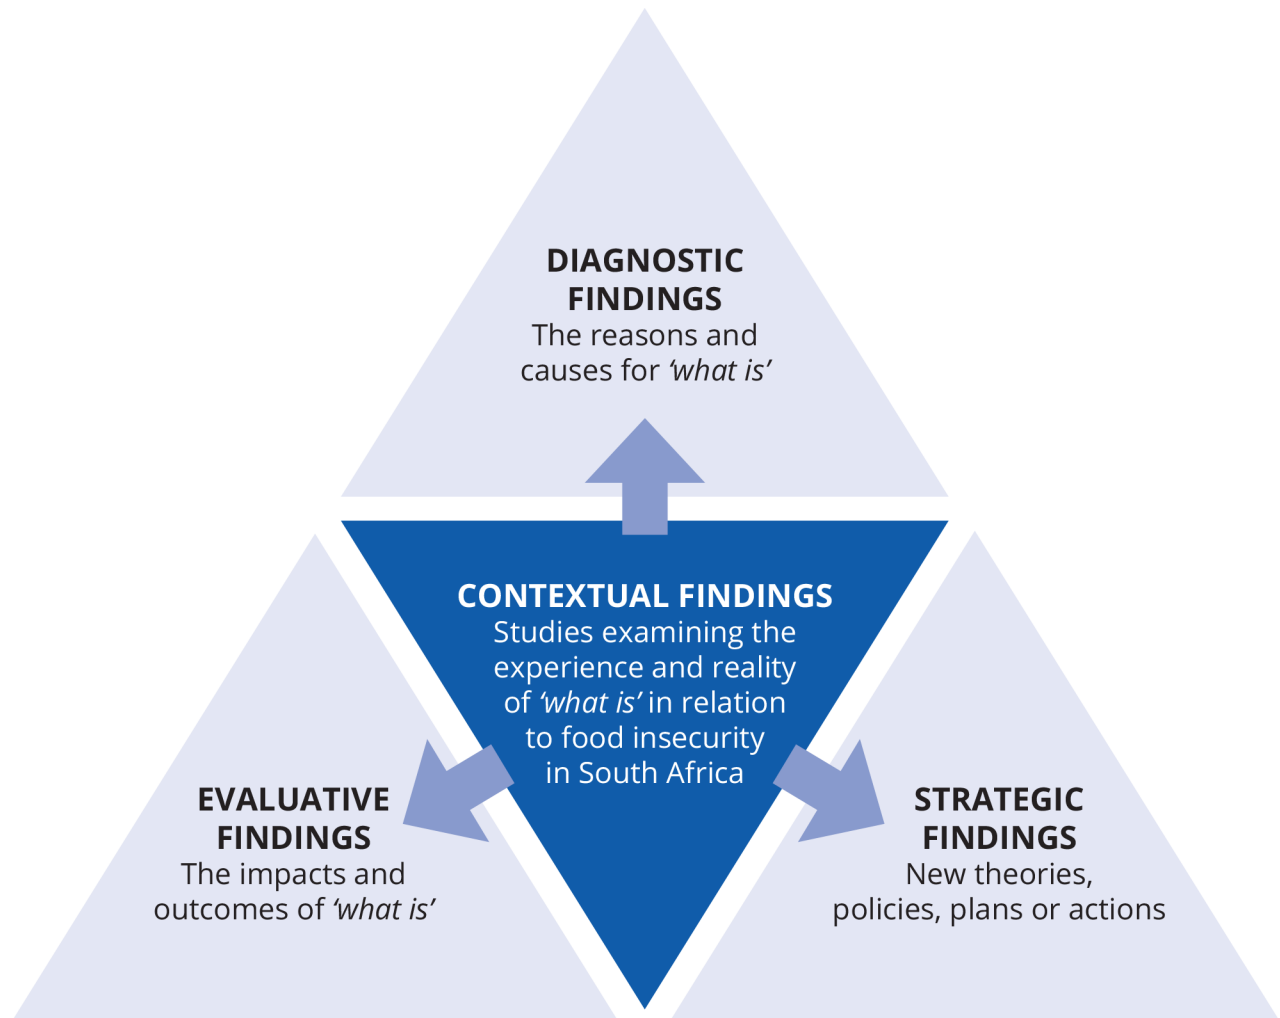 DIAGNOSTIC
FINDINGS
The reasons and
causes for ‘what is’
CONTEXTUAL FINDINGS
Studies examining the
experience and reality
of ‘what is’ in relation
to food insecurity
in South Africa
EVALUATIVE
FINDINGS
The impacts and
outcomes of ‘what is’
STRATEGIC
FINDINGS
New theories,
policies, plans or actions